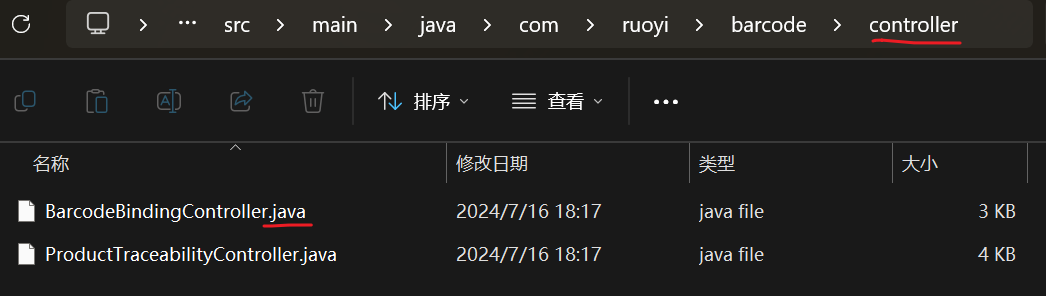 … src > main > java > com > ruoyi > barcode > controller
排序 查看 …
名称 修改日期 类型 大小
BarcodeBindingController.java 2024/7/16 18:17 java file 3 KB
ProductTraceabilityController.java 2024/7/16 18:17 java file 4 KB